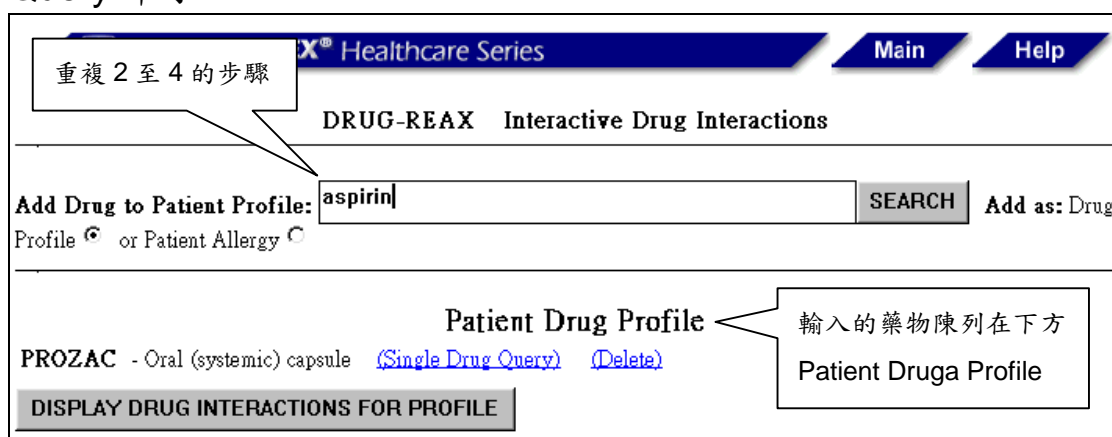 X® Healthcare Series
Main
Help
重複 2 至 4 的步驟
DRUG-REAX Interactive Drug Interactions
Add Drug to Patient Profile: aspirin SEARCH Add as: Drug
Profile or Patient Allergy
Patient Drug Profile
輸入的藥物陳列在下方
Patient Druga Profile
PROZAC - Oral (systemic) capsule (Single Drug Query) (Delete)
DISPLAY DRUG INTERACTIONS FOR PROFILE